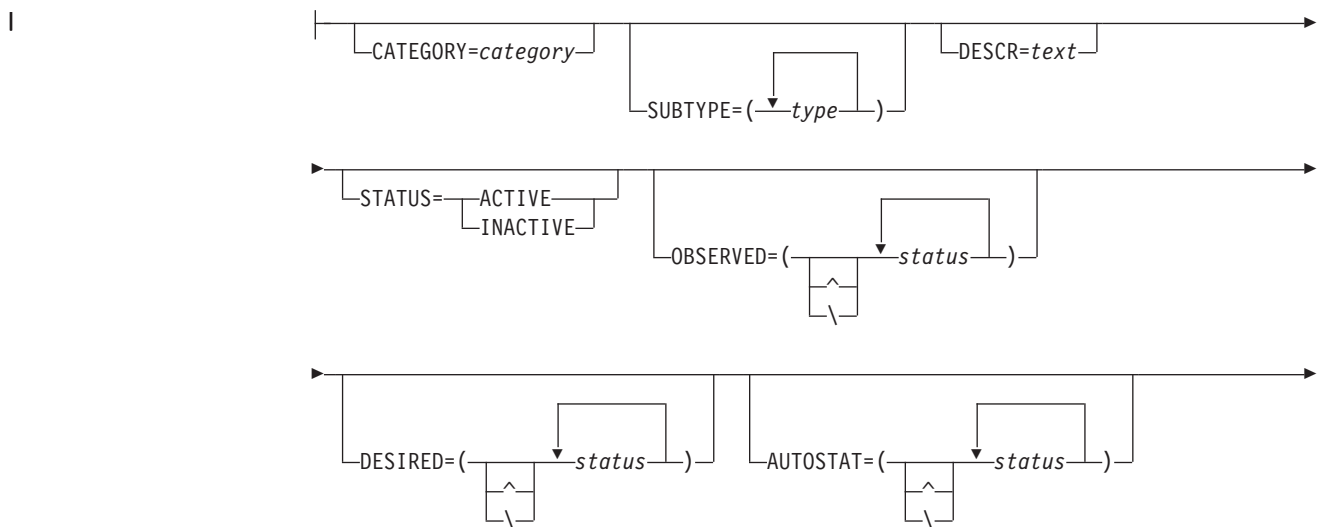 |
CATEGORY=category
SUBTYPE=( type )
DESCR=text
STATUS= ACTIVE
INACTIVE
OBSERVED=( status )
^
\
DESIRED=( status )
^
\
AUTOSTAT=( status )
^
\